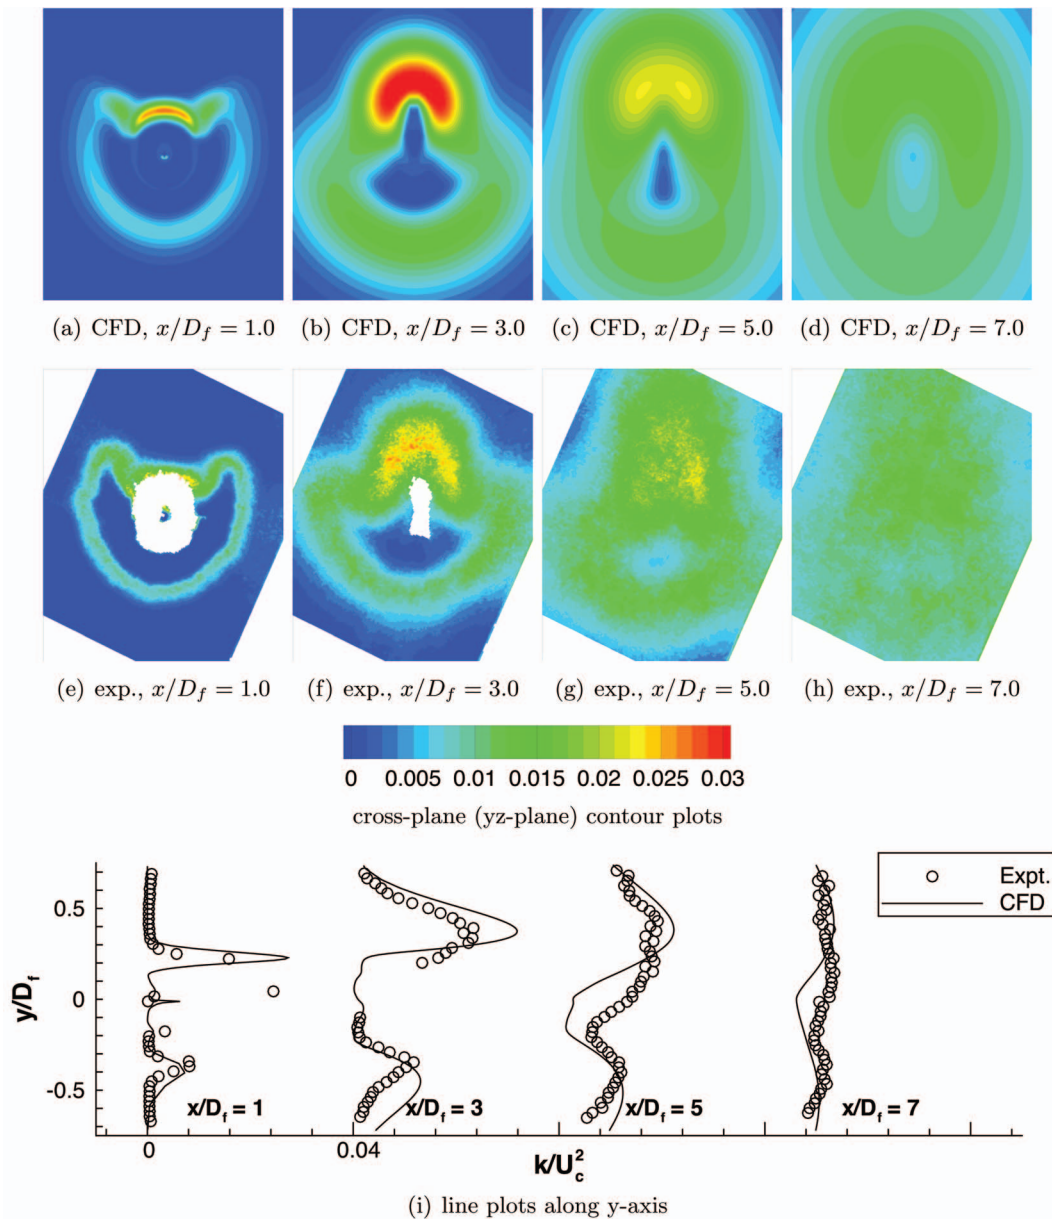 (a) CFD, x/D_f = 1.0 (b) CFD, x/D_f = 3.0 (c) CFD, x/D_f = 5.0 (d) CFD, x/D_f = 7.0
(e) exp., x/D_f = 1.0 (f) exp., x/D_f = 3.0 (g) exp., x/D_f = 5.0 (h) exp., x/D_f = 7.0
0 0.005 0.01 0.015 0.02 0.025 0.03
cross-plane (yz-plane) contour plots
Expt.
CFD
0.5
0
-0.5
y/D_f
x/D_f = 1 x/D_f = 3 x/D_f = 5 x/D_f = 7
0 0.04
k/U_c^2
(i) line plots along y-axis